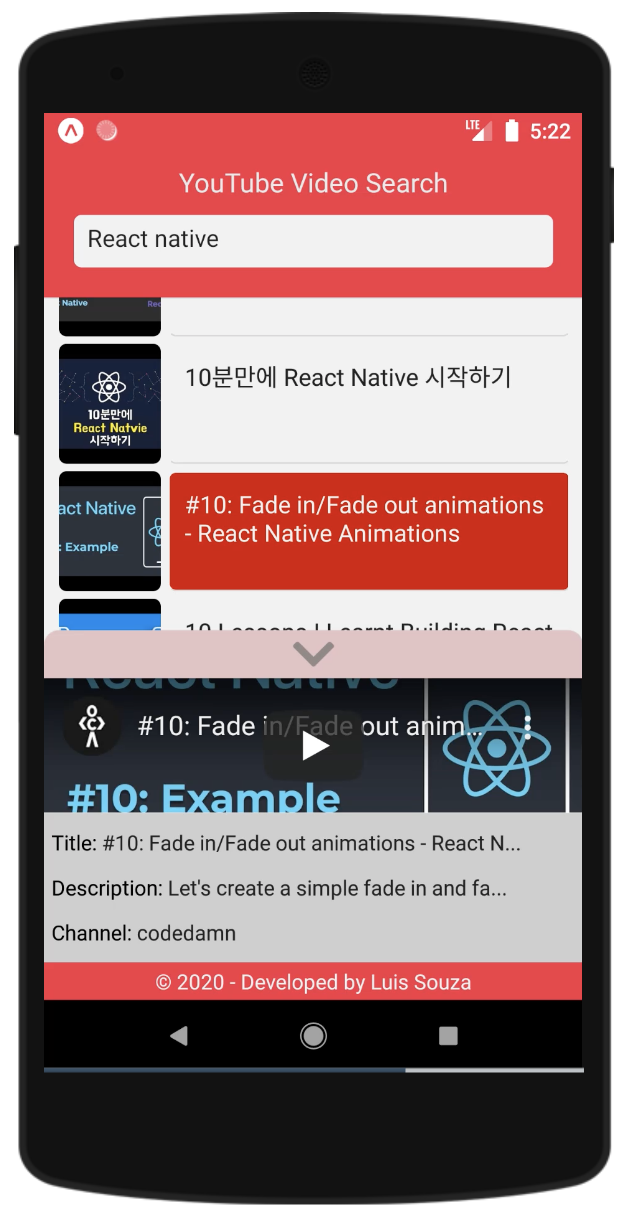 LTE 5:22
YouTube Video Search
React native
Native
Rea
10분만에 React Native 시작하기
10분만에
React Natvie
시작하기
#10: Fade in/Fade out animations
- React Native Animations
act Native
: Example
10 Lessons I Learnt Building React
React Native
#10: Fade in/Fade out anim...
#10: Example
Title: #10: Fade in/Fade out animations - React N...
Description: Let's create a simple fade in and fa...
Channel: codedamn
© 2020 - Developed by Luis Souza